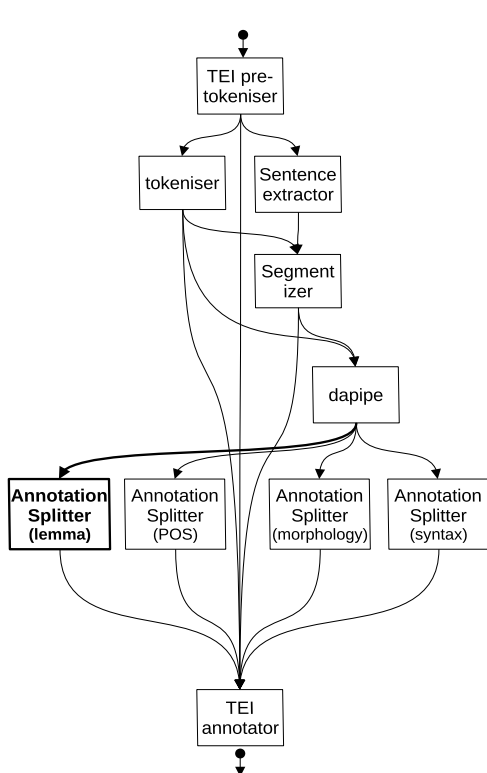 TEI pre-
tokeniser
tokeniser
Sentence
extractor
Segment
izer
dapipe
Annotation
Splitter
(lemma)
Annotation
Splitter
(POS)
Annotation
Splitter
(morphology)
Annotation
Splitter
(syntax)
TEI
annotator